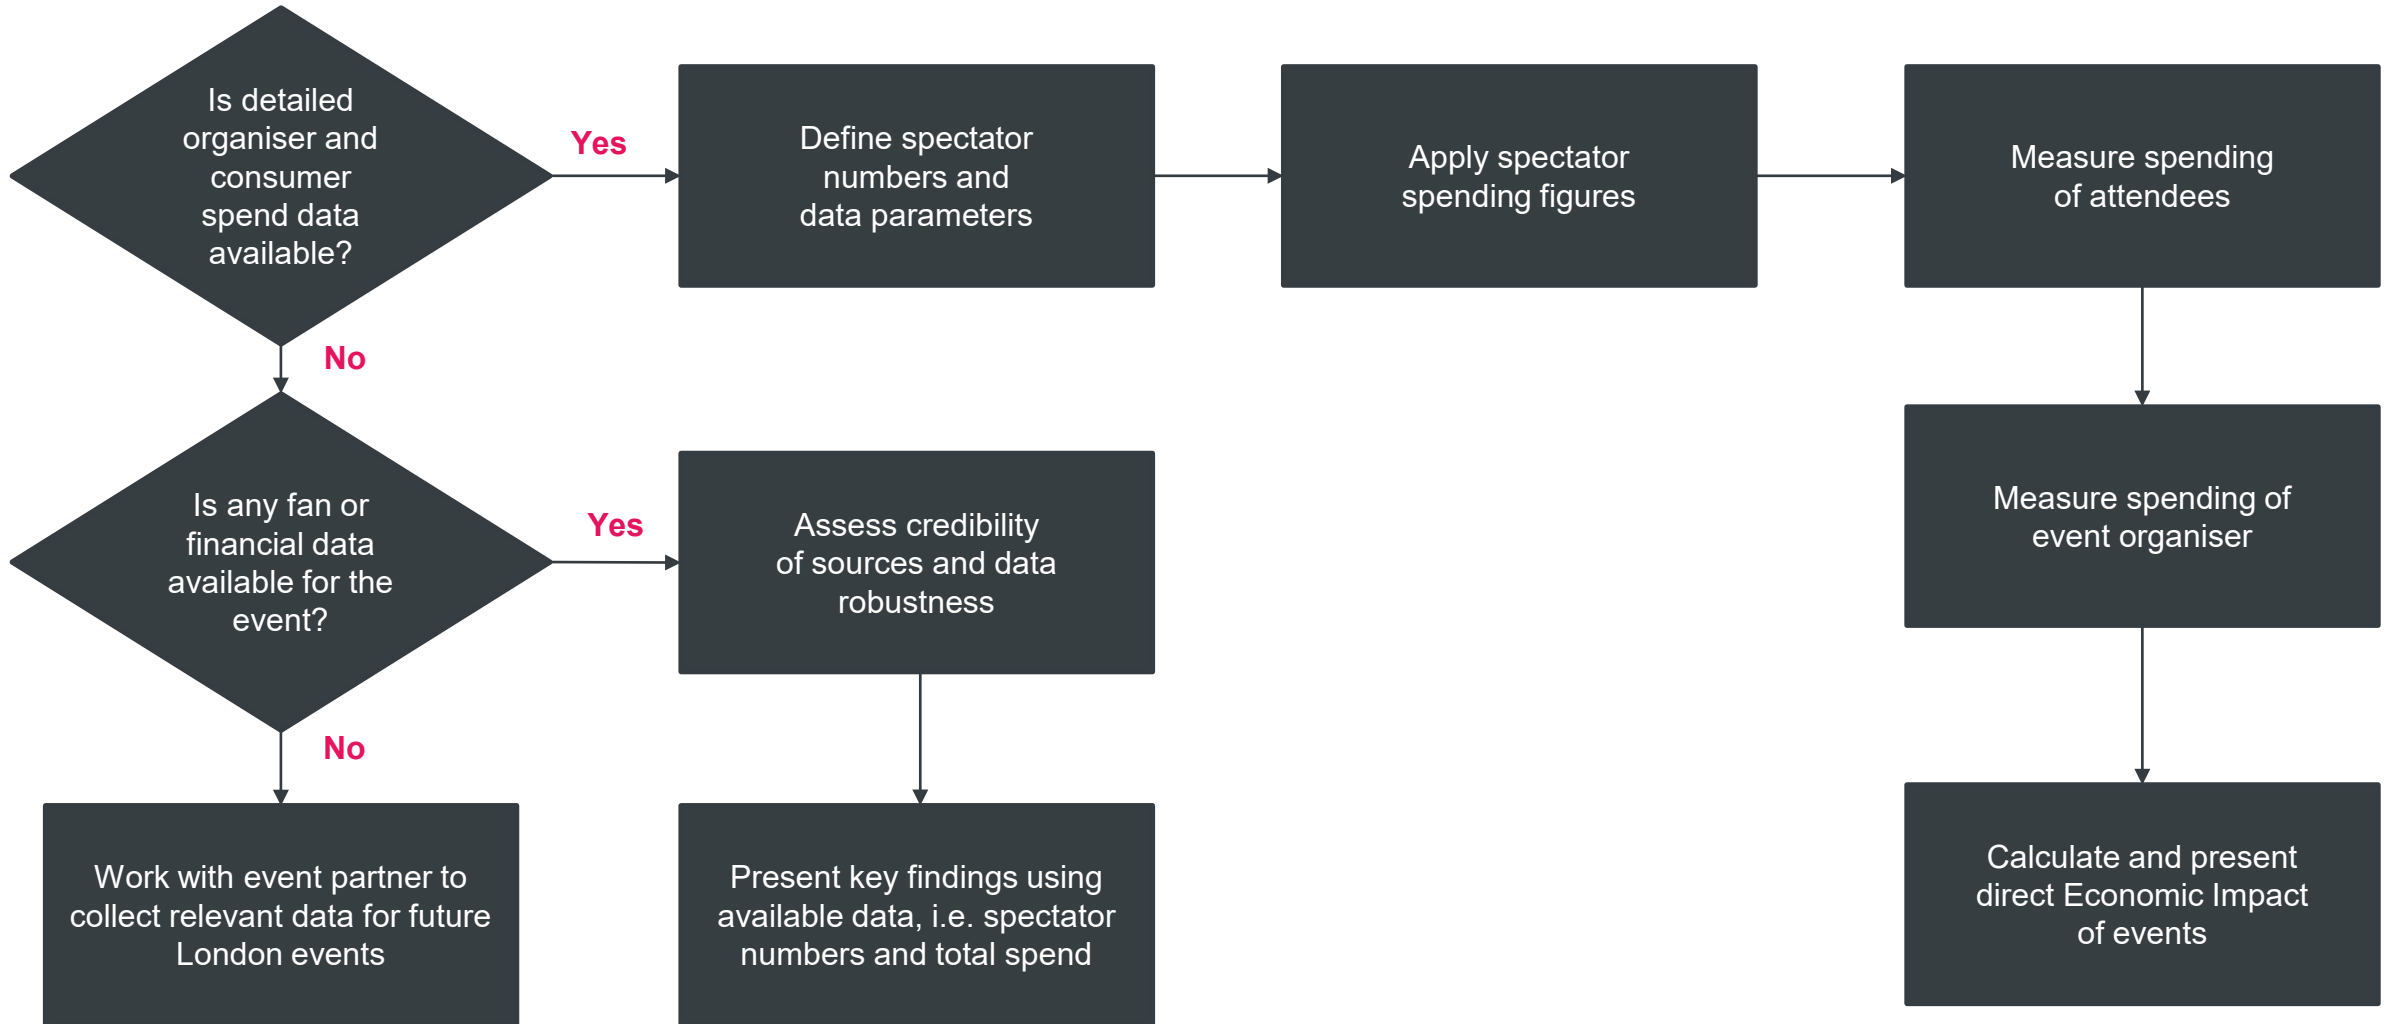 Is detailed
organiser and
consumer
spend data
available?
Yes
Define spectator
numbers and
data parameters
Apply spectator
spending figures
Measure spending
of attendees
No
Is any fan or
financial data
available for the
event?
Yes
Assess credibility
of sources and data
robustness
Measure spending of
event organiser
No
Work with event partner to
collect relevant data for future
London events
Present key findings using
available data, i.e. spectator
numbers and total spend
Calculate and present
direct Economic Impact
of events